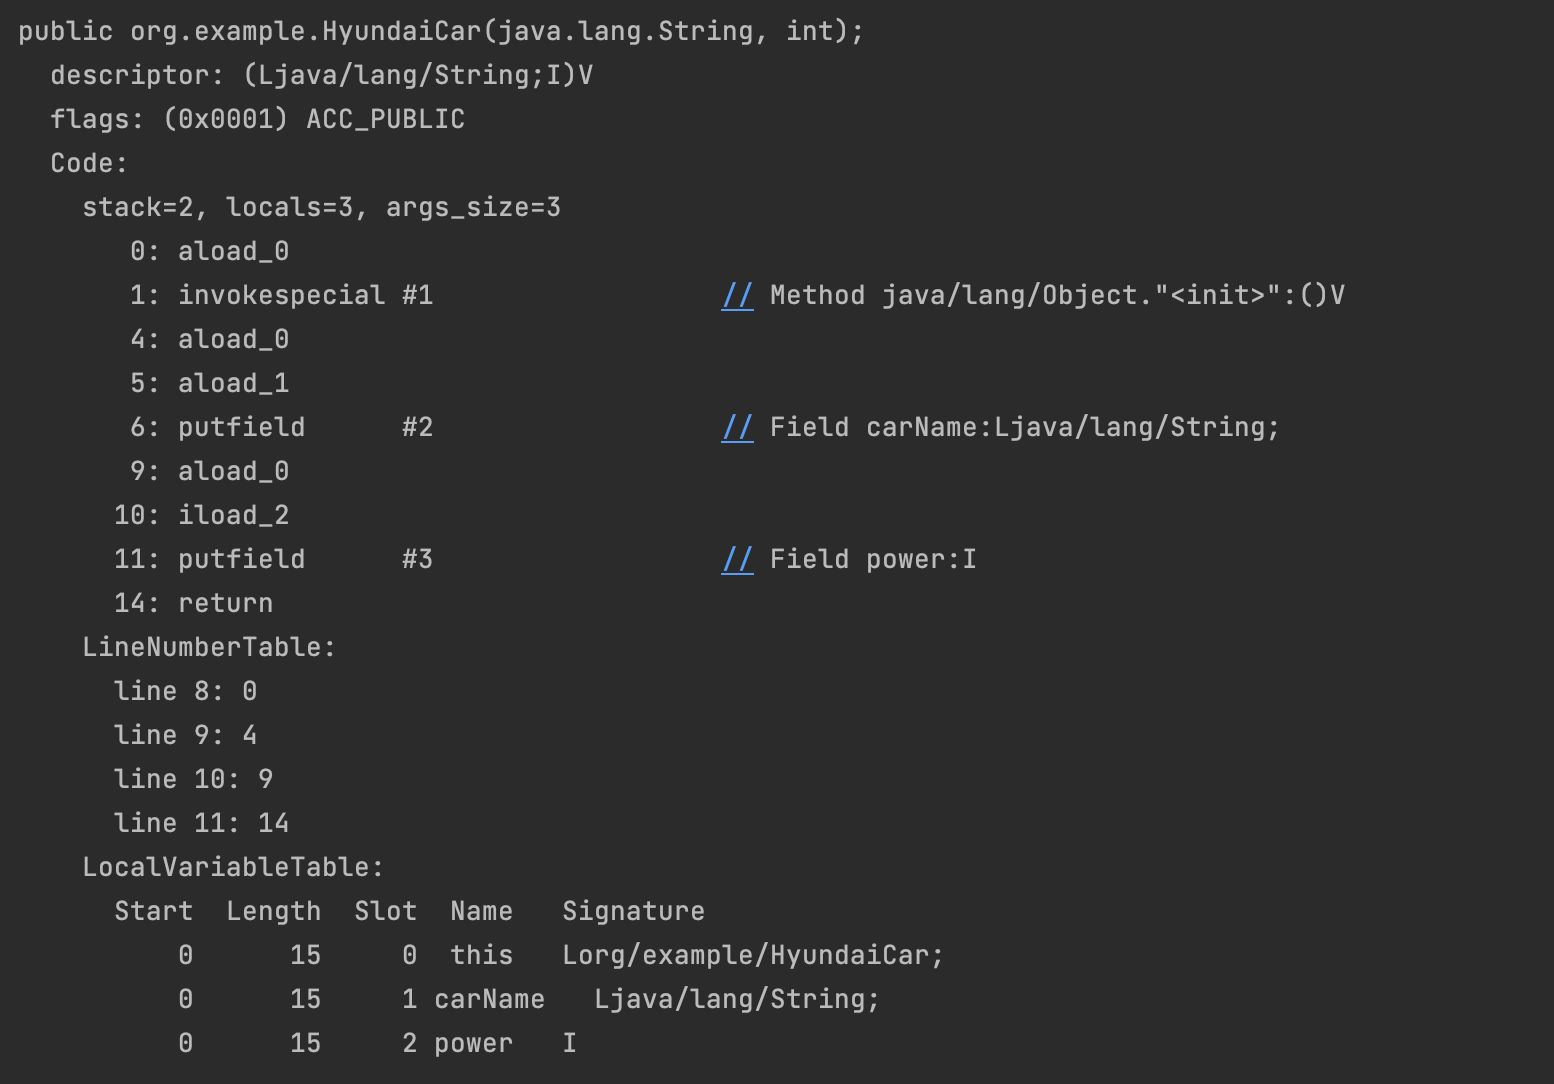 public org.example.HyundaiCar(java.lang.String, int);
  descriptor: (Ljava/lang/String;I)V
  flags: (0x0001) ACC_PUBLIC
  Code:
    stack=2, locals=3, args_size=3
       0: aload_0
       1: invokespecial #1                  // Method java/lang/Object."<init>":()V
       4: aload_0
       5: aload_1
       6: putfield      #2                  // Field carName:Ljava/lang/String;
       9: aload_0
      10: iload_2
      11: putfield      #3                  // Field power:I
      14: return
    LineNumberTable:
      line 8: 0
      line 9: 4
      line 10: 9
      line 11: 14
    LocalVariableTable:
      Start  Length  Slot  Name   Signature
          0      15     0  this   Lorg/example/HyundaiCar;
          0      15     1 carName   Ljava/lang/String;
          0      15     2 power   I